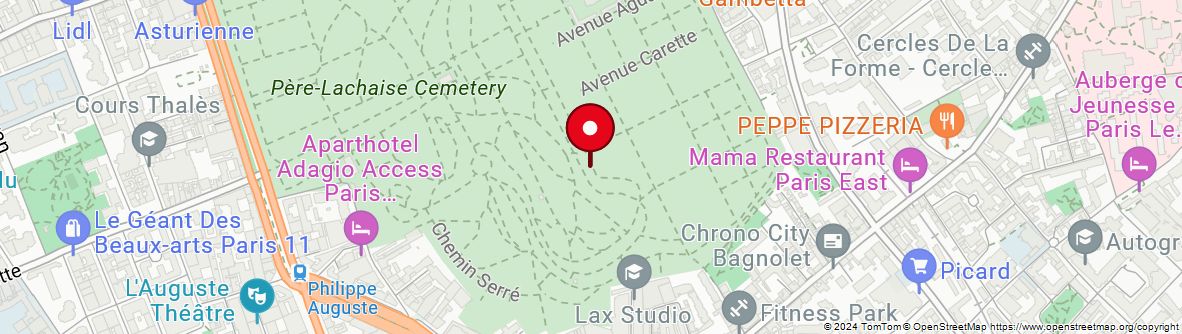 Lidl
Asturienne
Avenue Agus
Gambetta
Avenue Carette
Cercles De La
Forme - Cercle...
Père-Lachaise Cemetery
Auberge d
Jeunesse
Paris Le...
Cours Thalès
PEPPE PIZZERIA
Aparthotel
Adagio Access
Paris...
Mama Restaurant
Paris East
Le Géant Des
Beaux-arts Paris 11
Chemin Serré
Chrono City
Bagnolet
Autogr
Picard
L'Auguste
Théâtre
Philippe
Auguste
Lax Studio
Fitness Park
© 2024 TomTom © OpenStreetMap https://www.openstreetmap.org/copyright